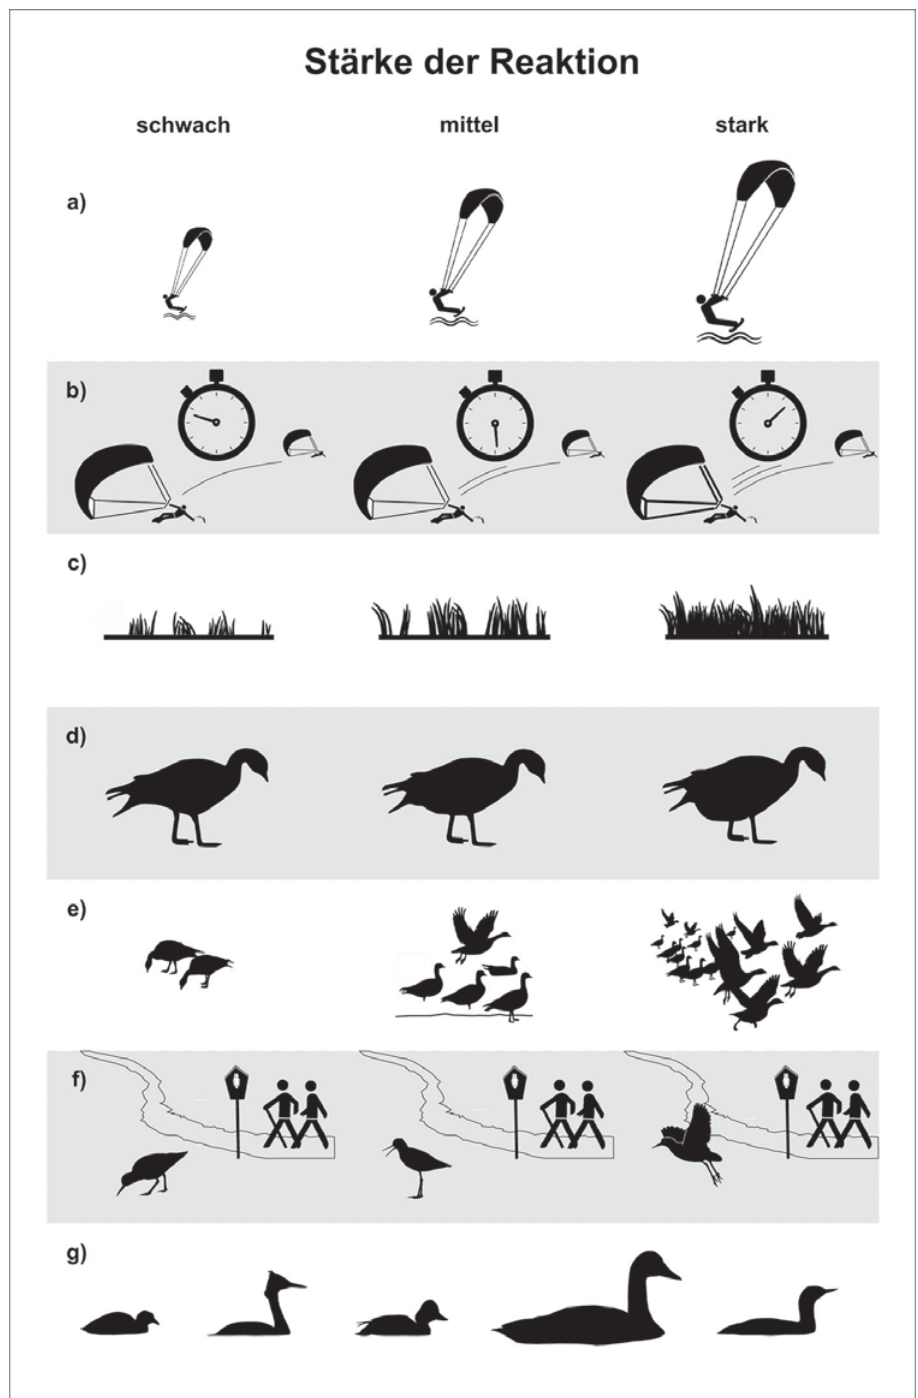 Stärke der Reaktion
schwach mittel stark
a)
b)
c)
d)
e)
f)
g)